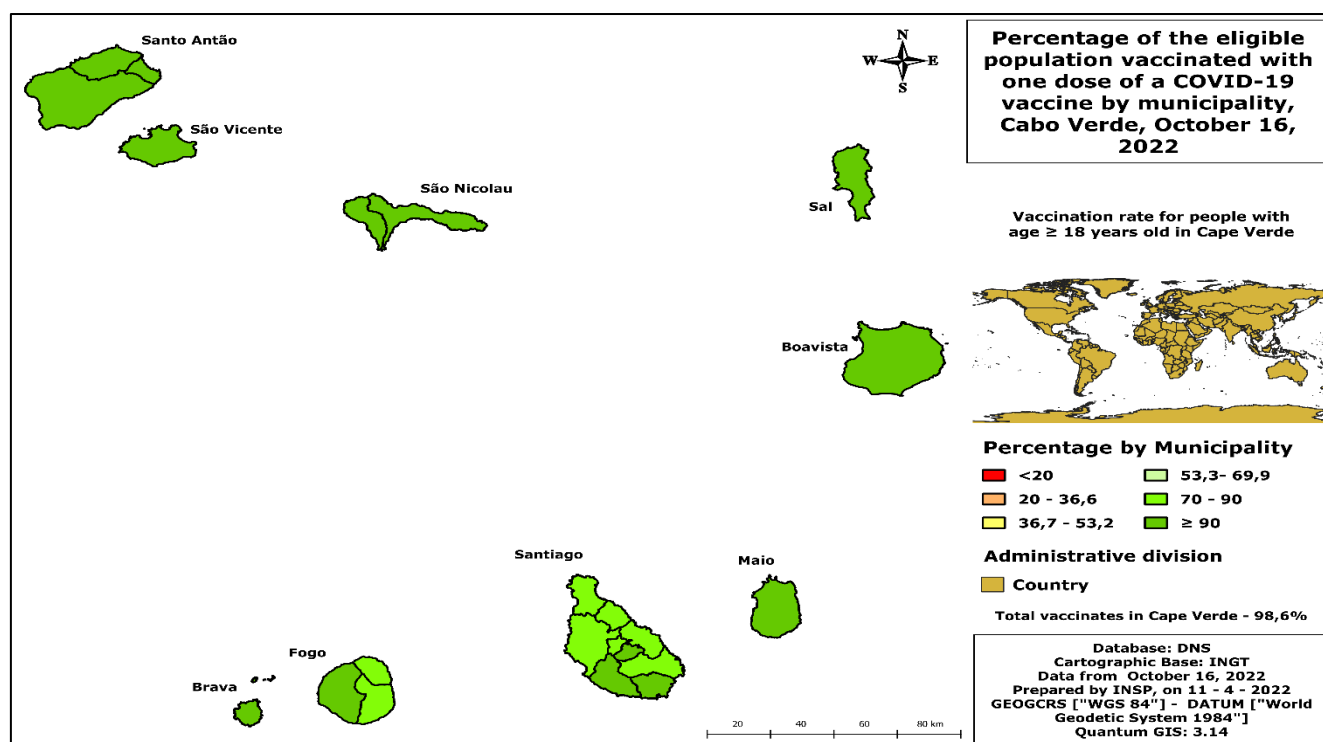 Santo Antão
São Vicente
São Nicolau
Sal
Boavista
Santiago
Maio
Fogo
Brava
N
W
E
S
20
40
60
80 km
Percentage of the eligible
population vaccinated with
one dose of a COVID-19
vaccine by municipality,
Cabo Verde, October 16,
2022
Vaccination rate for people with
age ≥ 18 years old in Cape Verde
Percentage by Municipality
<20
20 - 36,6
36,7 - 53,2
53,3- 69,9
70 - 90
≥ 90
Administrative division
Country
Total vaccinates in Cape Verde - 98,6%
Database: DNS
Cartographic Base: INGT
Data from  October 16, 2022
Prepared by INSP, on 11 - 4 - 2022
GEOGCRS ["WGS 84"] - DATUM ["World
Geodetic System 1984"]
Quantum GIS: 3.14